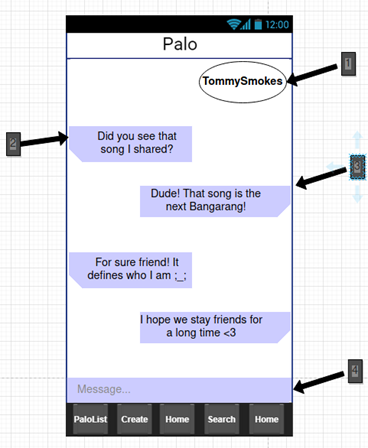 12:00
Palo
1
TommySmokes
2
Did you see that
song I shared?
3
Dude! That song is the
next Bangarang!
For sure friend! It
defines who I am ;_;
I hope we stay friends for
a long time <3
Message...
PaloList Create Home Search Home